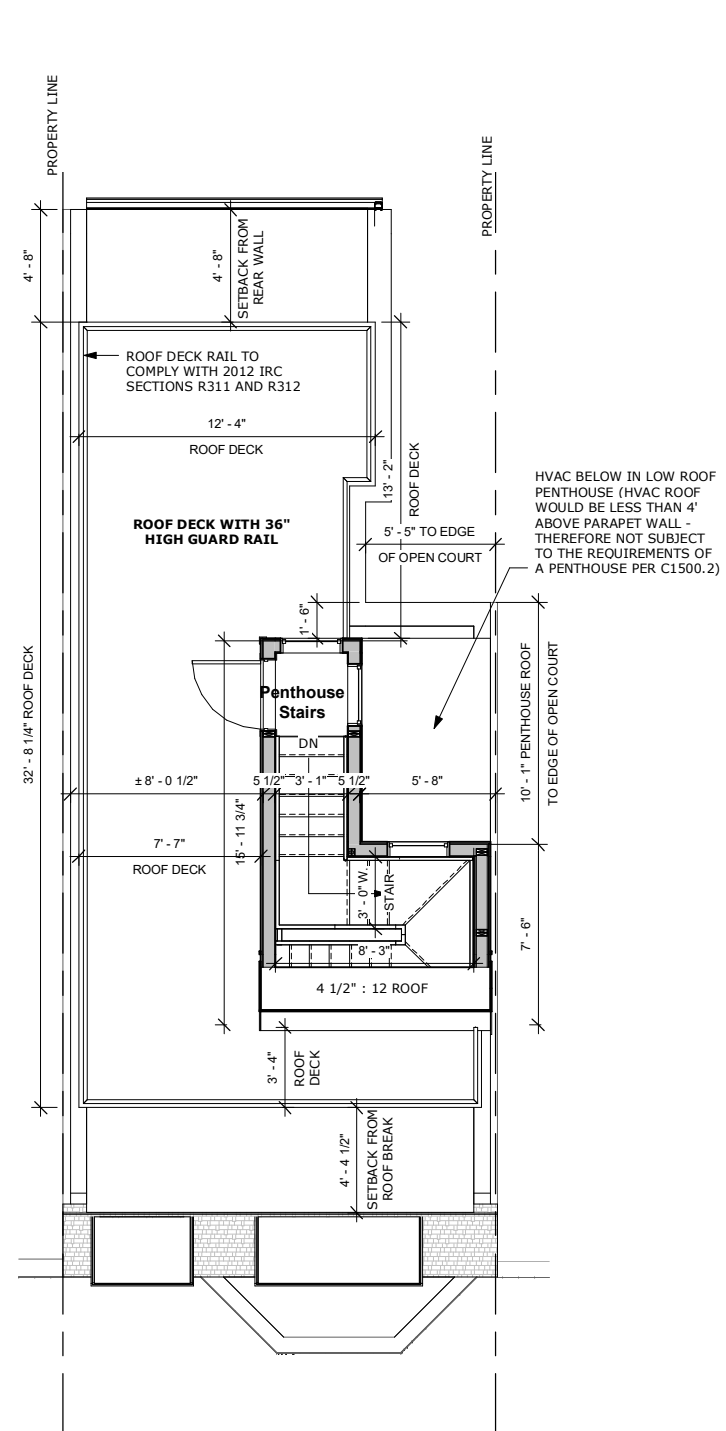 PROPERTY LINE
PROPERTY LINE
4' - 8"
4' - 8"
SETBACK FROM
REAR WALL
ROOF DECK RAIL TO
COMPLY WITH 2012 IRC
SECTIONS R311 AND R312
12' - 4"
ROOF DECK
13' - 2"
ROOF DECK
HVAC BELOW IN LOW ROOF
PENTHOUSE (HVAC ROOF
WOULD BE LESS THAN 4'
ABOVE PARAPET WALL -
THEREFORE NOT SUBJECT
TO THE REQUIREMENTS OF
A PENTHOUSE PER C1500.2)
ROOF DECK WITH 36"
HIGH GUARD RAIL
5' - 5" TO EDGE
OF OPEN COURT
1' - 6"
32' - 8 1/4" ROOF DECK
Penthouse
Stairs
DN
10' - 1" PENTHOUSE ROOF
TO EDGE OF OPEN COURT
± 8' - 0 1/2"
5 1/2"
3' - 1"
5 1/2"
5' - 8"
15' - 11 3/4"
7' - 7"
ROOF DECK
3' - 0" W.
STAIR
8' - 3"
7' - 6"
4 1/2" : 12 ROOF
3' - 4"
ROOF
DECK
4' - 4 1/2"
SETBACK FROM
ROOF BREAK